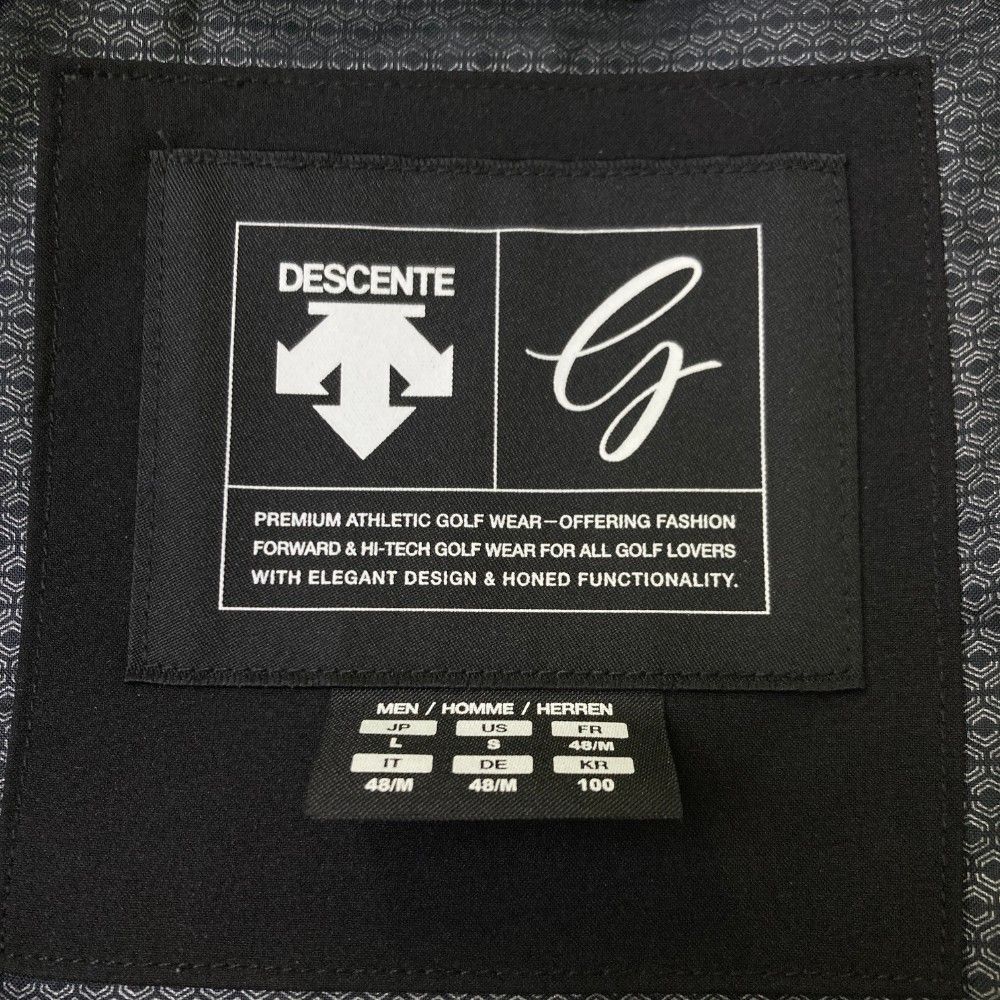 DESCENTE
G
PREMIUM ATHLETIC GOLF WEAR—OFFERING FASHION
FORWARD & HI-TECH GOLF WEAR FOR ALL GOLF LOVERS
WITH ELEGANT DESIGN & HONED FUNCTIONALITY.
MEN / HOMME / HERREN
JP US FR
L S 48/M
IT DE KR
48/M 48/M 100